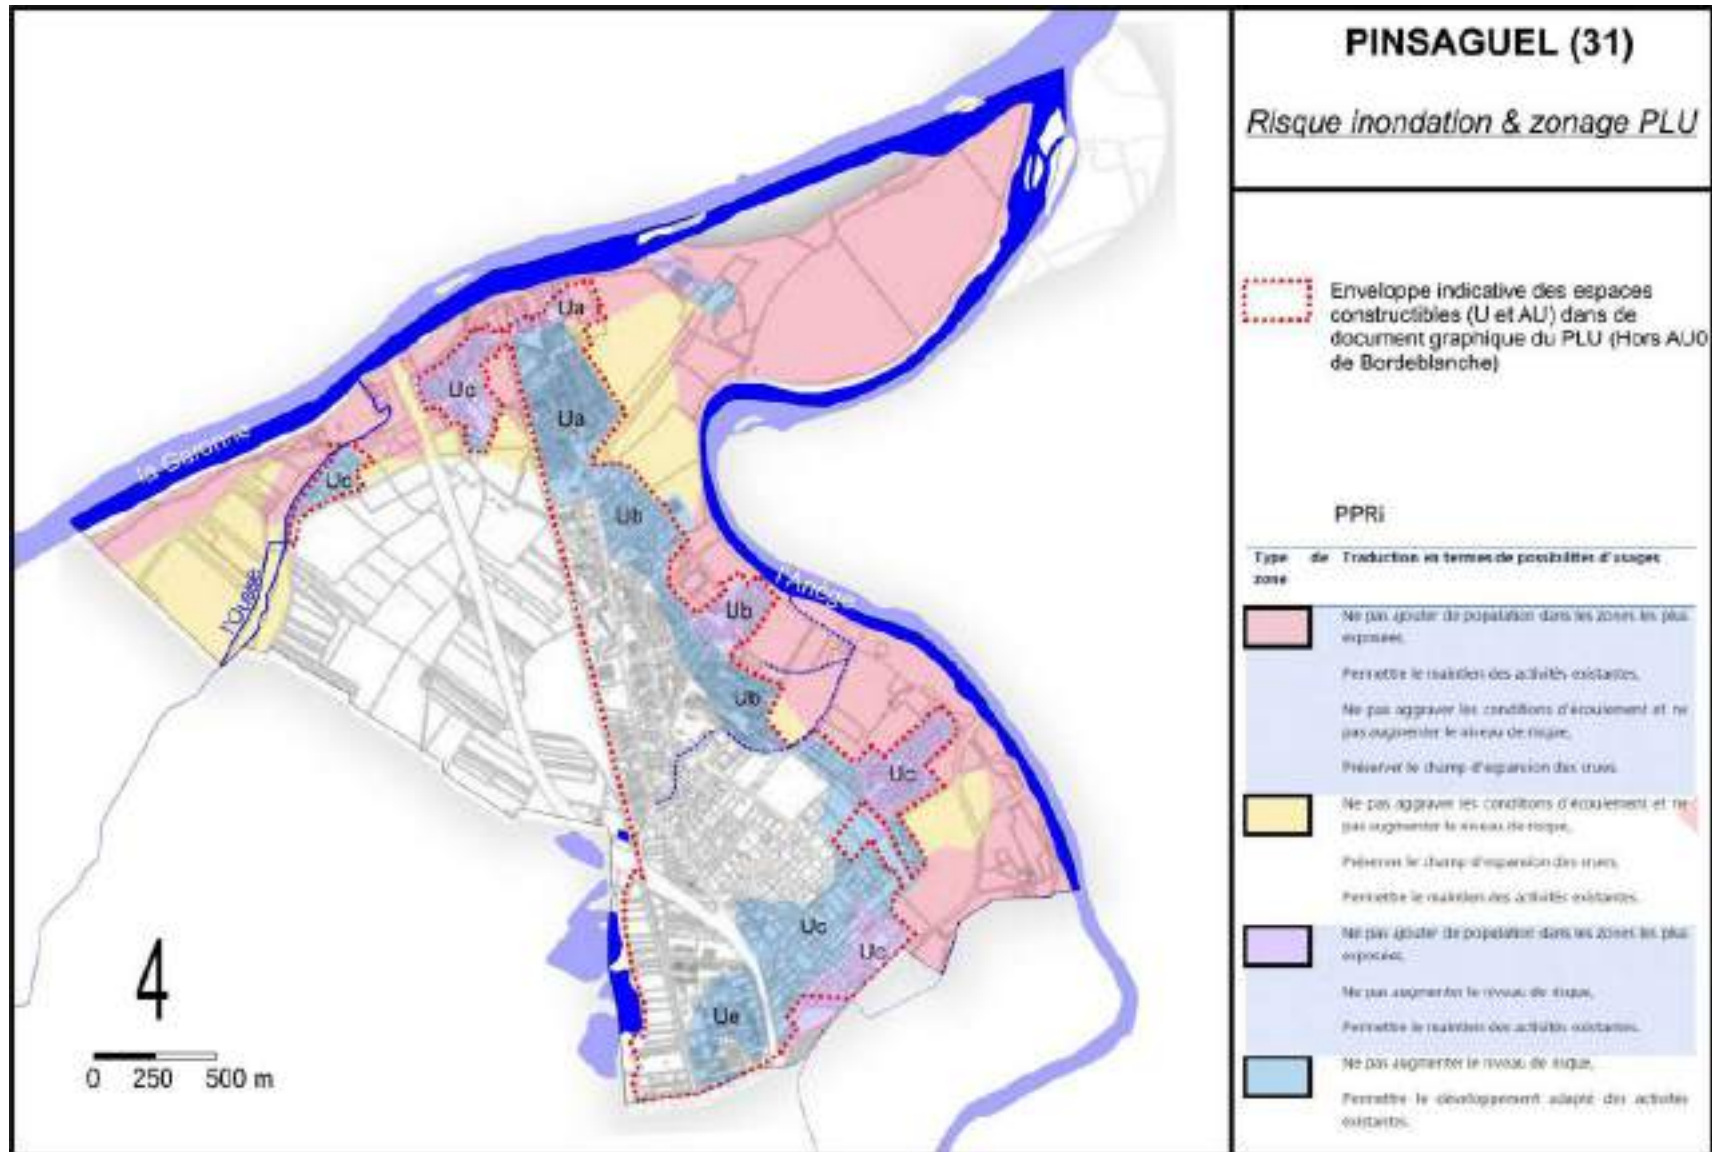 PINSAGUEL (31)
Risque inondation & zonage PLU
Enveloppe indicative des espaces
constructibles (U et AU) dans de
document graphique du PLU (Hors AU0
de Bordeblanche)
PPRi
Type de zone
Traduction en termes de possibilités d'usages
Ne pas ajouter de population dans les zones les plus
exposées,
Permettre le maintien des activités existantes,
Ne pas aggraver les conditions d'écoulement et ne
pas augmenter le niveau de risque,
Préserver le champ d'expansion des crues.
Ne pas aggraver les conditions d'écoulement et ne
pas augmenter le niveau de risque,
Préserver le champ d'expansion des crues,
Permettre le maintien des activités existantes.
Ne pas ajouter de population dans les zones les plus
exposées,
Ne pas augmenter le niveau de risque,
Permettre le maintien des activités existantes.
Ne pas augmenter le niveau de risque,
Permettre le développement adapté des activités
existantes.
Ua
Uc
Ua
la Garonne
Uc
Ub
l'Ariège
l'Ousse
Ub
Ub
Uc
Uc
Uc
Ue
4
0 250 500 m